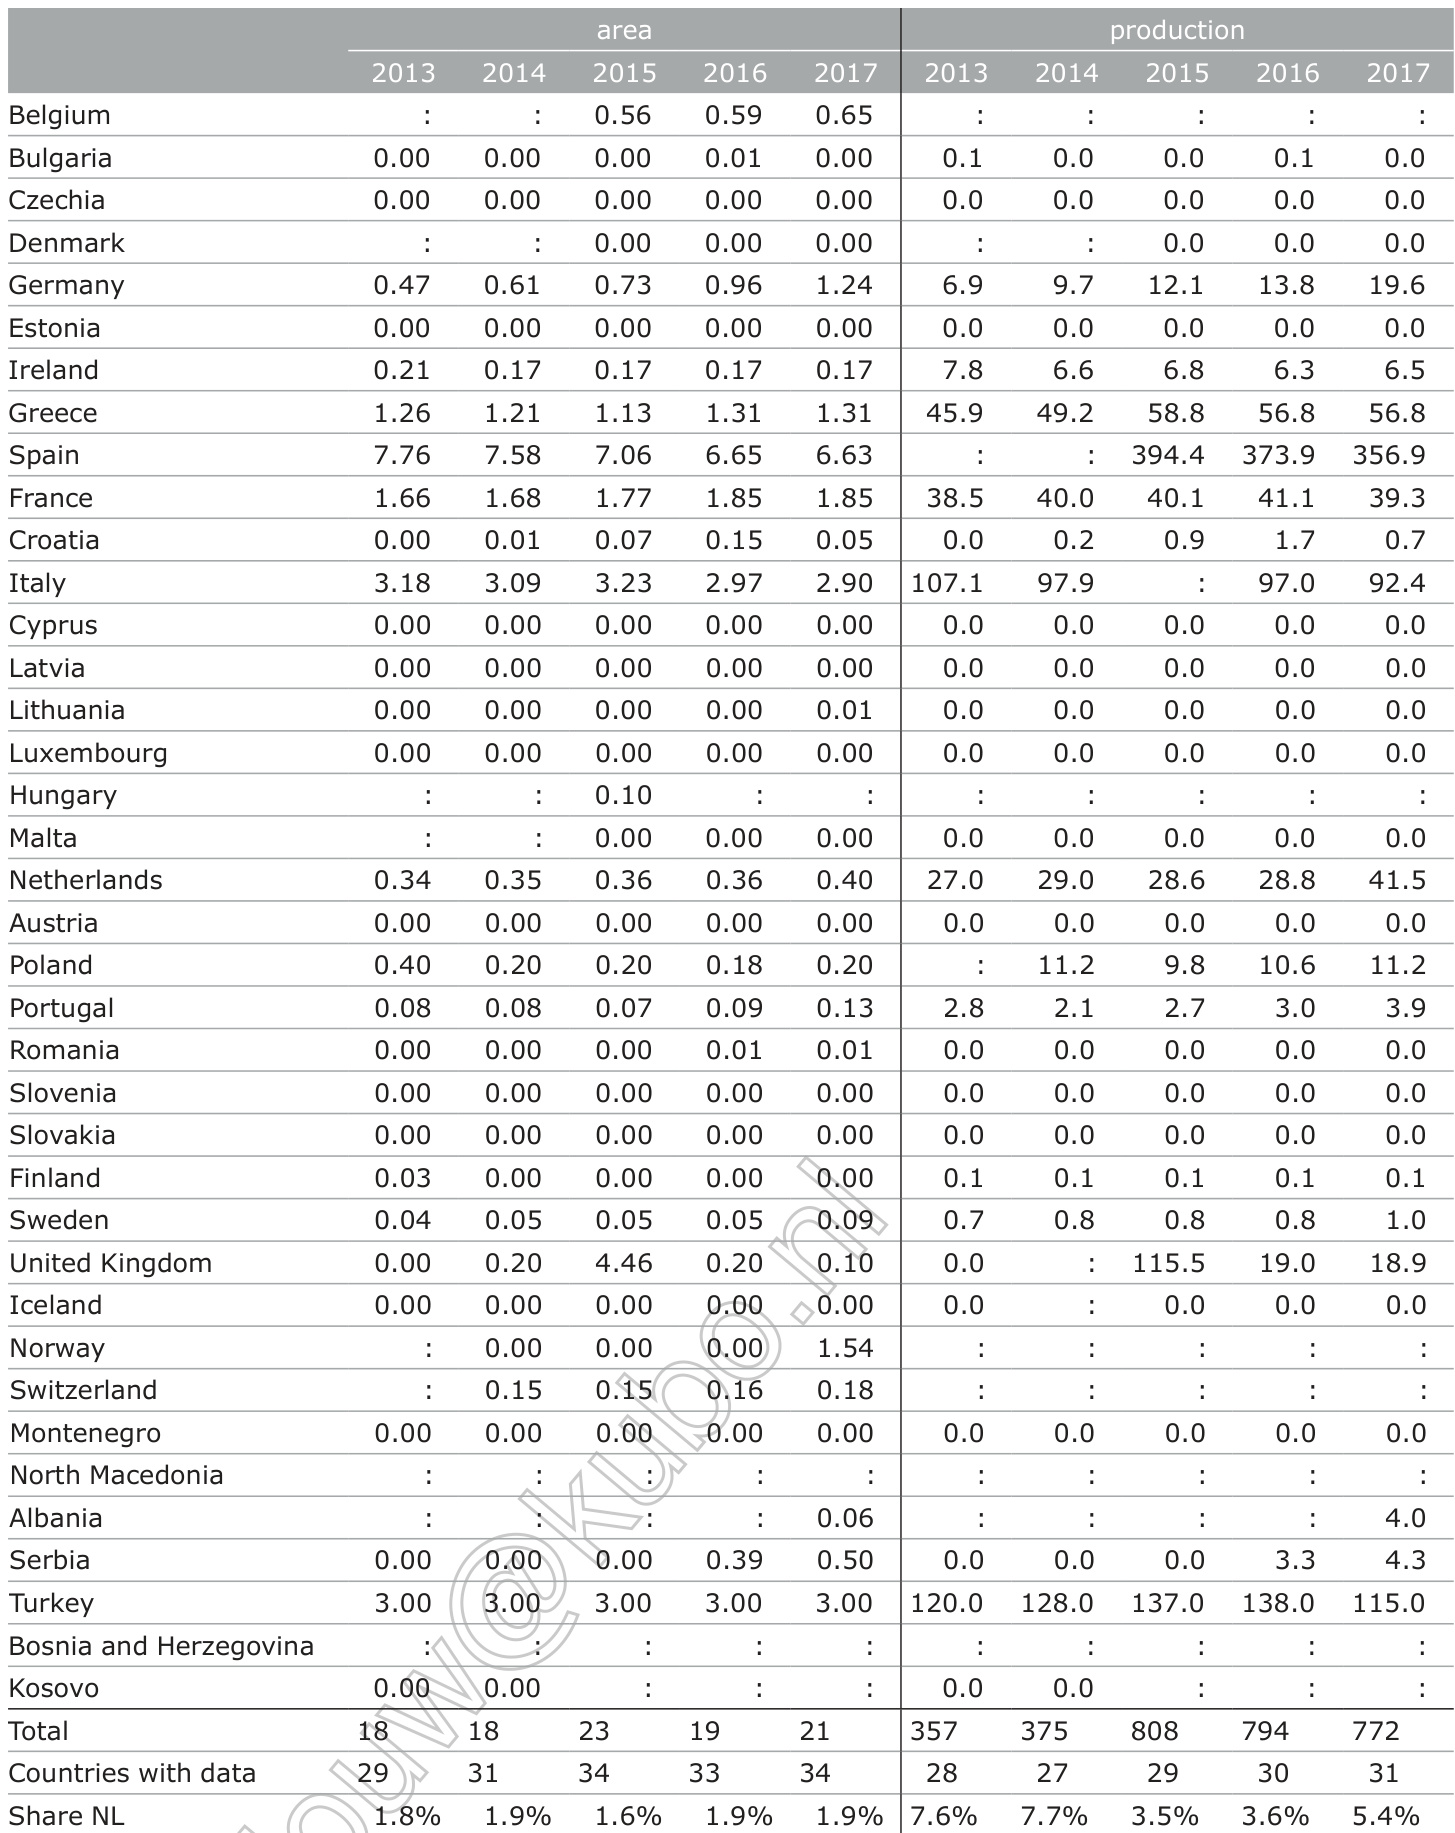 area production
2013 2014 2015 2016 2017 2013 2014 2015 2016 2017
Belgium : : 0.56 0.59 0.65 : : : : :
Bulgaria 0.00 0.00 0.00 0.01 0.00 0.1 0.0 0.0 0.1 0.0
Czechia 0.00 0.00 0.00 0.00 0.00 0.0 0.0 0.0 0.0 0.0
Denmark : : 0.00 0.00 0.00 : : 0.0 0.0 0.0
Germany 0.47 0.61 0.73 0.96 1.24 6.9 9.7 12.1 13.8 19.6
Estonia 0.00 0.00 0.00 0.00 0.00 0.0 0.0 0.0 0.0 0.0
Ireland 0.21 0.17 0.17 0.17 0.17 7.8 6.6 6.8 6.3 6.5
Greece 1.26 1.21 1.13 1.31 1.31 45.9 49.2 58.8 56.8 56.8
Spain 7.76 7.58 7.06 6.65 6.63 : : 394.4 373.9 356.9
France 1.66 1.68 1.77 1.85 1.85 38.5 40.0 40.1 41.1 39.3
Croatia 0.00 0.01 0.07 0.15 0.05 0.0 0.2 0.9 1.7 0.7
Italy 3.18 3.09 3.23 2.97 2.90 107.1 97.9 : 97.0 92.4
Cyprus 0.00 0.00 0.00 0.00 0.00 0.0 0.0 0.0 0.0 0.0
Latvia 0.00 0.00 0.00 0.00 0.00 0.0 0.0 0.0 0.0 0.0
Lithuania 0.00 0.00 0.00 0.00 0.01 0.0 0.0 0.0 0.0 0.0
Luxembourg 0.00 0.00 0.00 0.00 0.00 0.0 0.0 0.0 0.0 0.0
Hungary : : 0.10 : : : : : : :
Malta : : 0.00 0.00 0.00 0.0 0.0 0.0 0.0 0.0
Netherlands 0.34 0.35 0.36 0.36 0.40 27.0 29.0 28.6 28.8 41.5
Austria 0.00 0.00 0.00 0.00 0.00 0.0 0.0 0.0 0.0 0.0
Poland 0.40 0.20 0.20 0.18 0.20 : 11.2 9.8 10.6 11.2
Portugal 0.08 0.08 0.07 0.09 0.13 2.8 2.1 2.7 3.0 3.9
Romania 0.00 0.00 0.00 0.01 0.01 0.0 0.0 0.0 0.0 0.0
Slovenia 0.00 0.00 0.00 0.00 0.00 0.0 0.0 0.0 0.0 0.0
Slovakia 0.00 0.00 0.00 0.00 0.00 0.0 0.0 0.0 0.0 0.0
Finland 0.03 0.00 0.00 0.00 0.00 0.1 0.1 0.1 0.1 0.1
Sweden 0.04 0.05 0.05 0.05 0.09 0.7 0.8 0.8 0.8 1.0
United Kingdom 0.00 0.20 4.46 0.20 0.10 0.0 : 115.5 19.0 18.9
Iceland 0.00 0.00 0.00 0.00 0.00 0.0 : 0.0 0.0 0.0
Norway : 0.00 0.00 0.00 1.54 : : : : :
Switzerland : 0.15 0.15 0.16 0.18 : : : : :
Montenegro 0.00 0.00 0.00 0.00 0.00 0.0 0.0 0.0 0.0 0.0
North Macedonia : : : : : : : : : :
Albania : : : : 0.06 : : : : 4.0
Serbia 0.00 0.00 0.00 0.39 0.50 0.0 0.0 0.0 3.3 4.3
Turkey 3.00 3.00 3.00 3.00 3.00 120.0 128.0 137.0 138.0 115.0
Bosnia and Herzegovina : : : : : : : : : :
Kosovo 0.00 0.00 : : : 0.0 0.0 : : :
Total 18 18 23 19 21 357 375 808 794 772
Countries with data 29 31 34 33 34 28 27 29 30 31
Share NL 1.8% 1.9% 1.6% 1.9% 1.9% 7.6% 7.7% 3.5% 3.6% 5.4%
bouw@kubo.nl